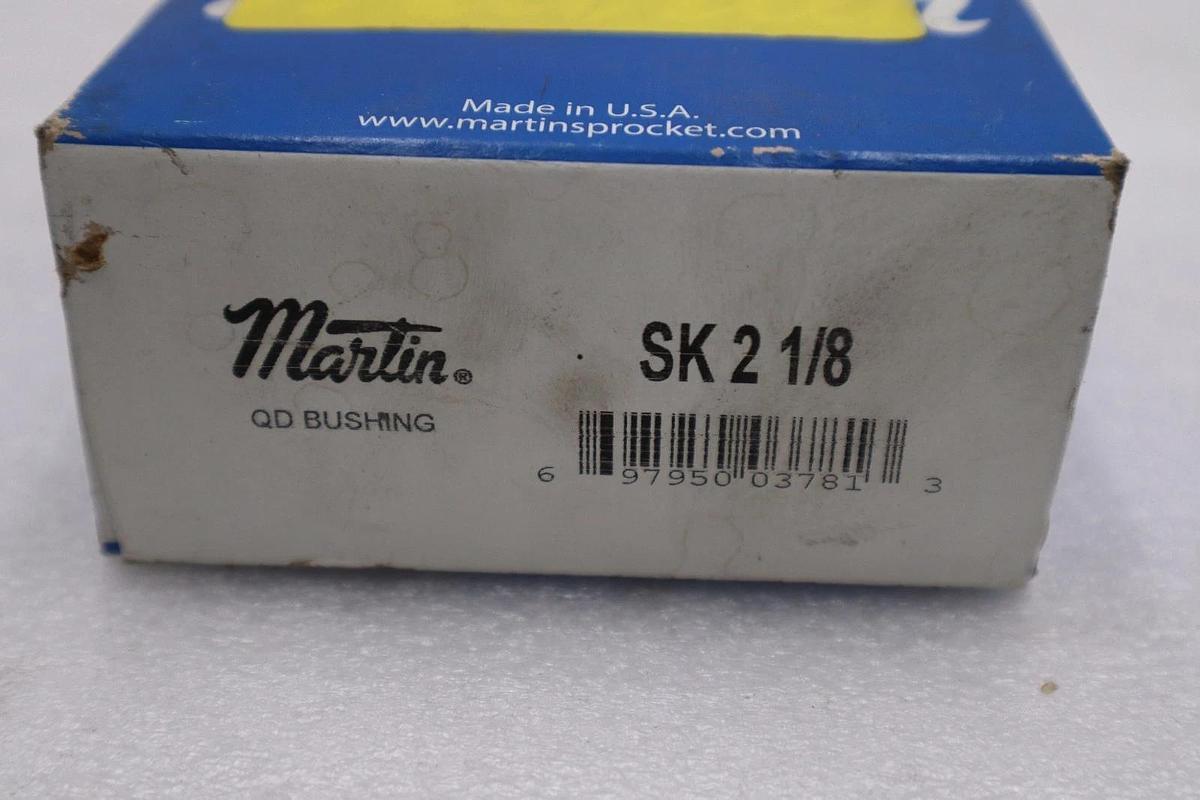 Made in U.S.A.
www.martinsprocket.com
Martin®
QD BUSHING
SK 2 1/8
6 97950 03781 3